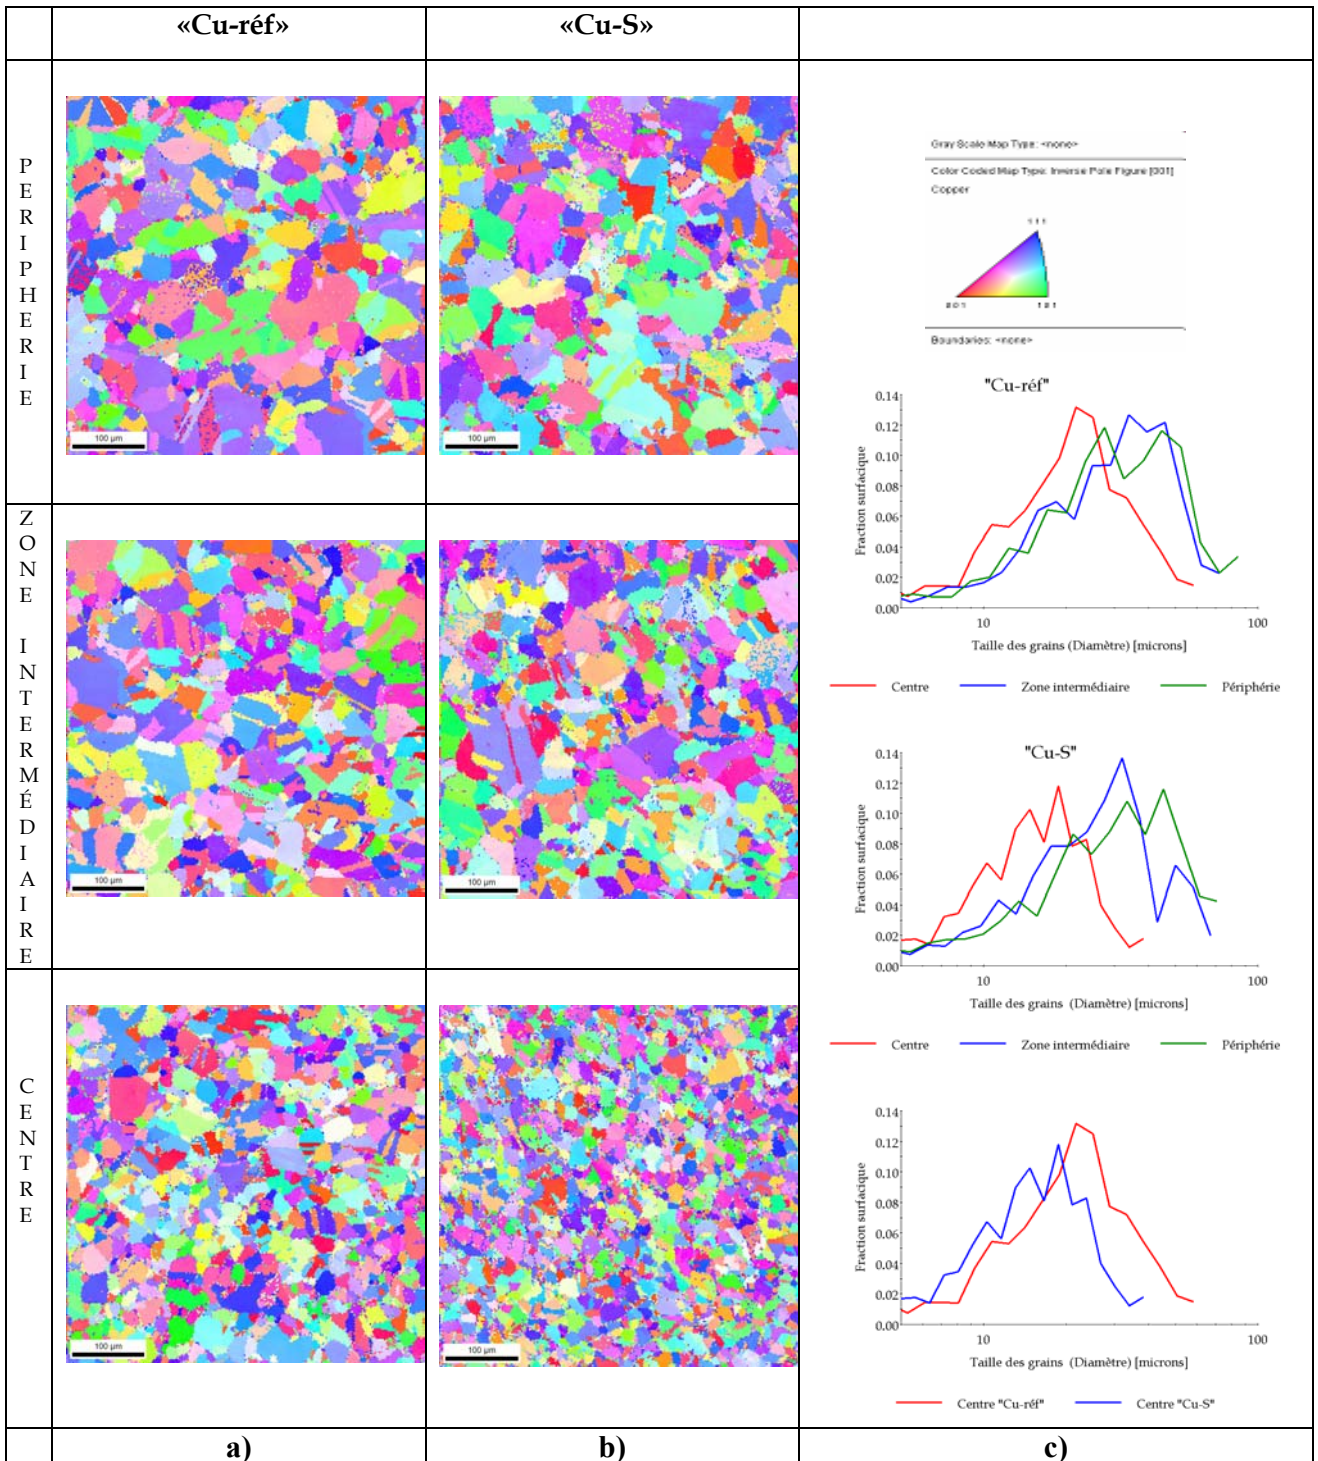 «Cu-réf»
«Cu-S»
PERIPHERIE
100 µm
100 µm
Gray Scale Map Type: <none>
Color Coded Map Type: Inverse Pole Figure [001]
Copper
111
001
101
Boundaries: <none>
"Cu-réf"
0.14
0.12
0.10
0.08
0.06
0.04
0.02
0.00
Fraction surfacique
10
100
Taille des grains (Diamètre) [microns]
Centre
Zone intermédiaire
Périphérie
ZONE INTERMÉDIAIRE
100 µm
100 µm
"Cu-S"
0.14
0.12
0.10
0.08
0.06
0.04
0.02
0.00
Fraction surfacique
10
100
Taille des grains (Diamètre) [microns]
Centre
Zone intermédiaire
Périphérie
CENTRE
100 µm
100 µm
0.14
0.12
0.10
0.08
0.06
0.04
0.02
0.00
Fraction surfacique
10
100
Taille des grains (Diamètre) [microns]
Centre "Cu-réf"
Centre "Cu-S"
a)
b)
c)